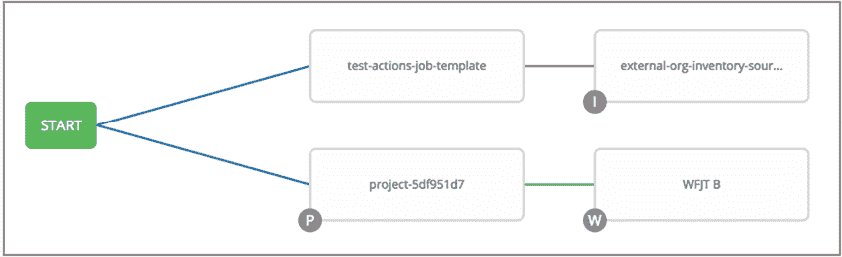 START
test-actions-job-template
external-org-inventory-sour...
I
project-5df951d7
P
WFJT B
W